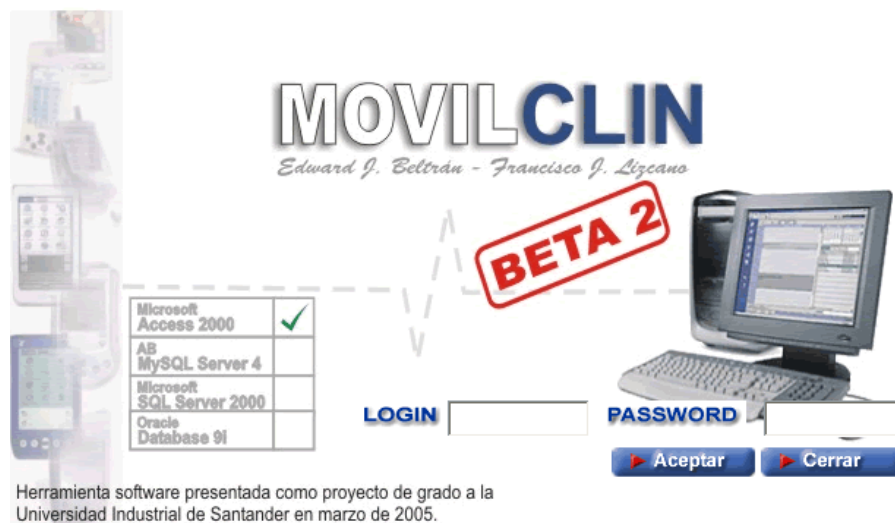 MOVILCLIN
Edward J. Beltrán - Francisco J. Lizcano
BETA 2
Microsoft
Access 2000
AB
MySQL Server 4
Microsoft
SQL Server 2000
Oracle
Database 9i
LOGIN PASSWORD
Aceptar Cerrar
Herramienta software presentada como proyecto de grado a la
Universidad Industrial de Santander en marzo de 2005.